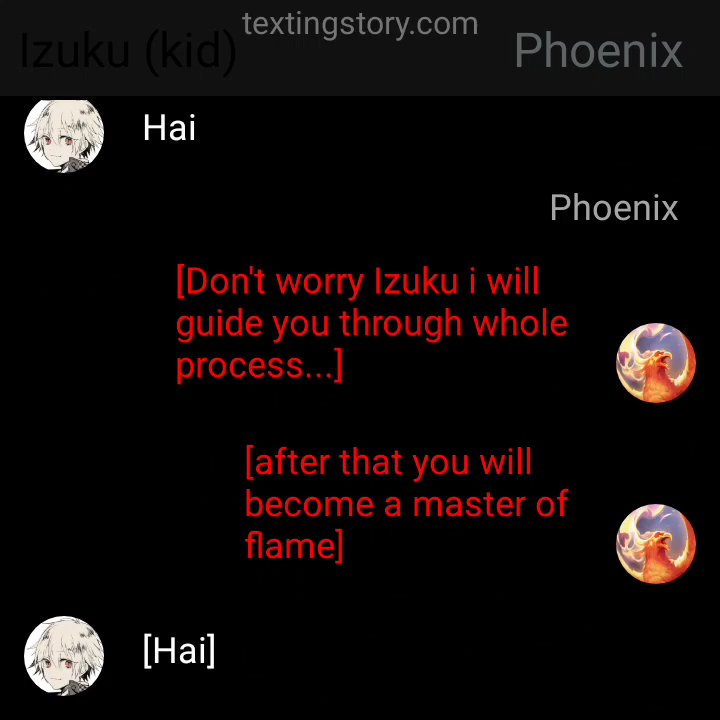 textingstory.com
Izuku (kid)
Phoenix
Hai
Phoenix
[Don't worry Izuku i will
guide you through whole
process...]
[after that you will
become a master of
flame]
[Hai]